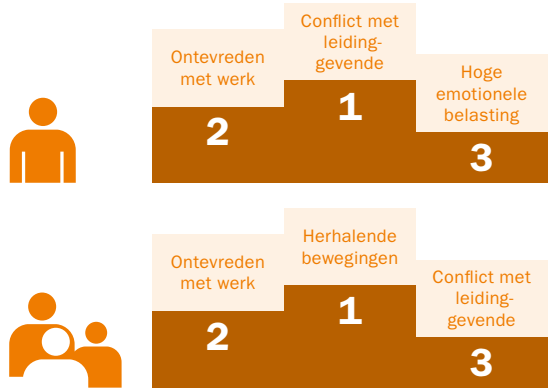 Ontevreden
met werk
2
Conflict met
leiding-
gevende
1
Hoge
emotionele
belasting
3
Ontevreden
met werk
2
Herhalende
bewegingen
1
Conflict met
leiding-
gevende
3